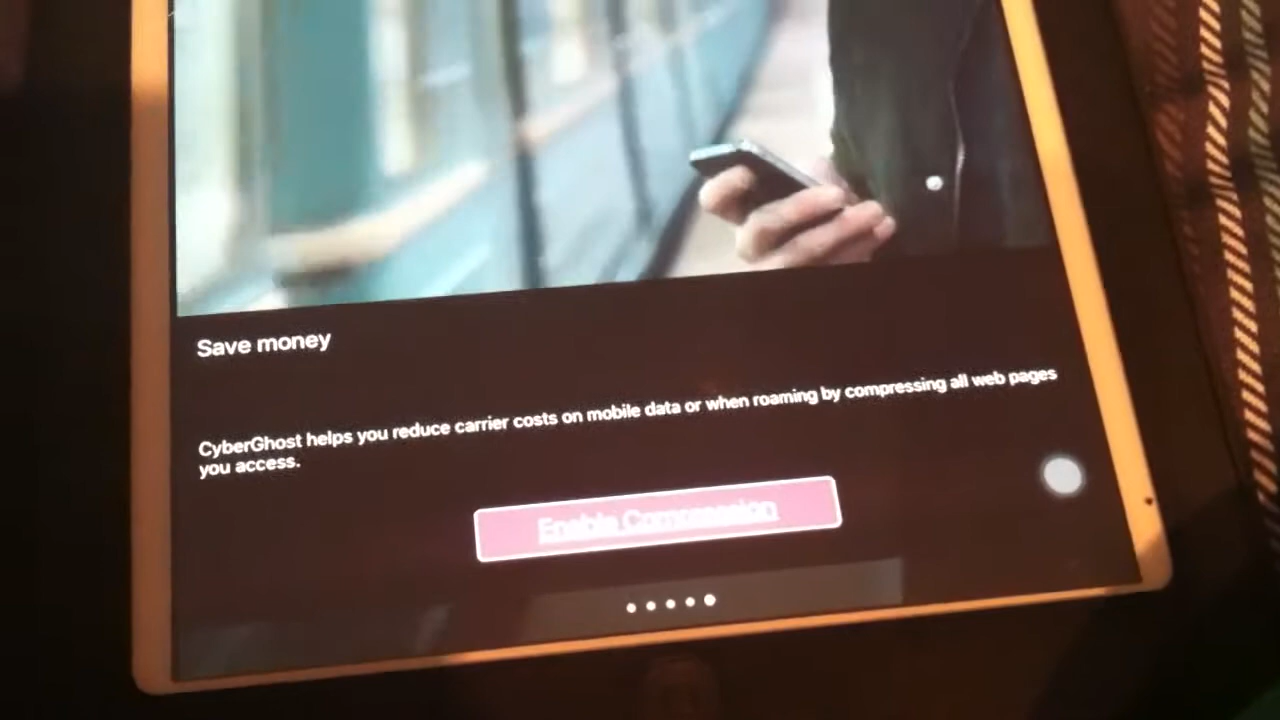 Save money
CyberGhost helps you reduce carrier costs on mobile data or when roaming by compressing all web pages
you access.
Enable Compression